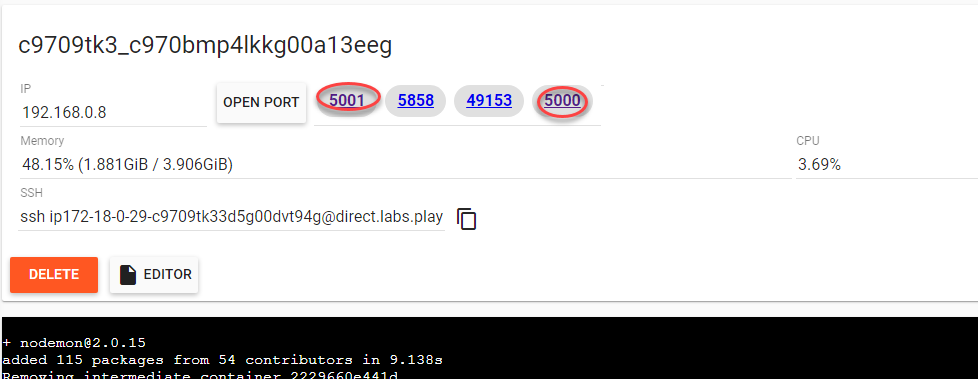 c9709tk3_c970bmp4lkkg00a13eeg
IP
192.168.0.8
OPEN PORT
5001
5858
49153
5000
Memory
48.15% (1.881GiB / 3.906GiB)
CPU
3.69%
SSH
ssh ip172-18-0-29-c9709tk33d5g00dvt94g@direct.labs.play
DELETE
EDITOR
+ nodemon@2.0.15
added 115 packages from 54 contributors in 9.138s
Removing intermediate container 2229660e441d